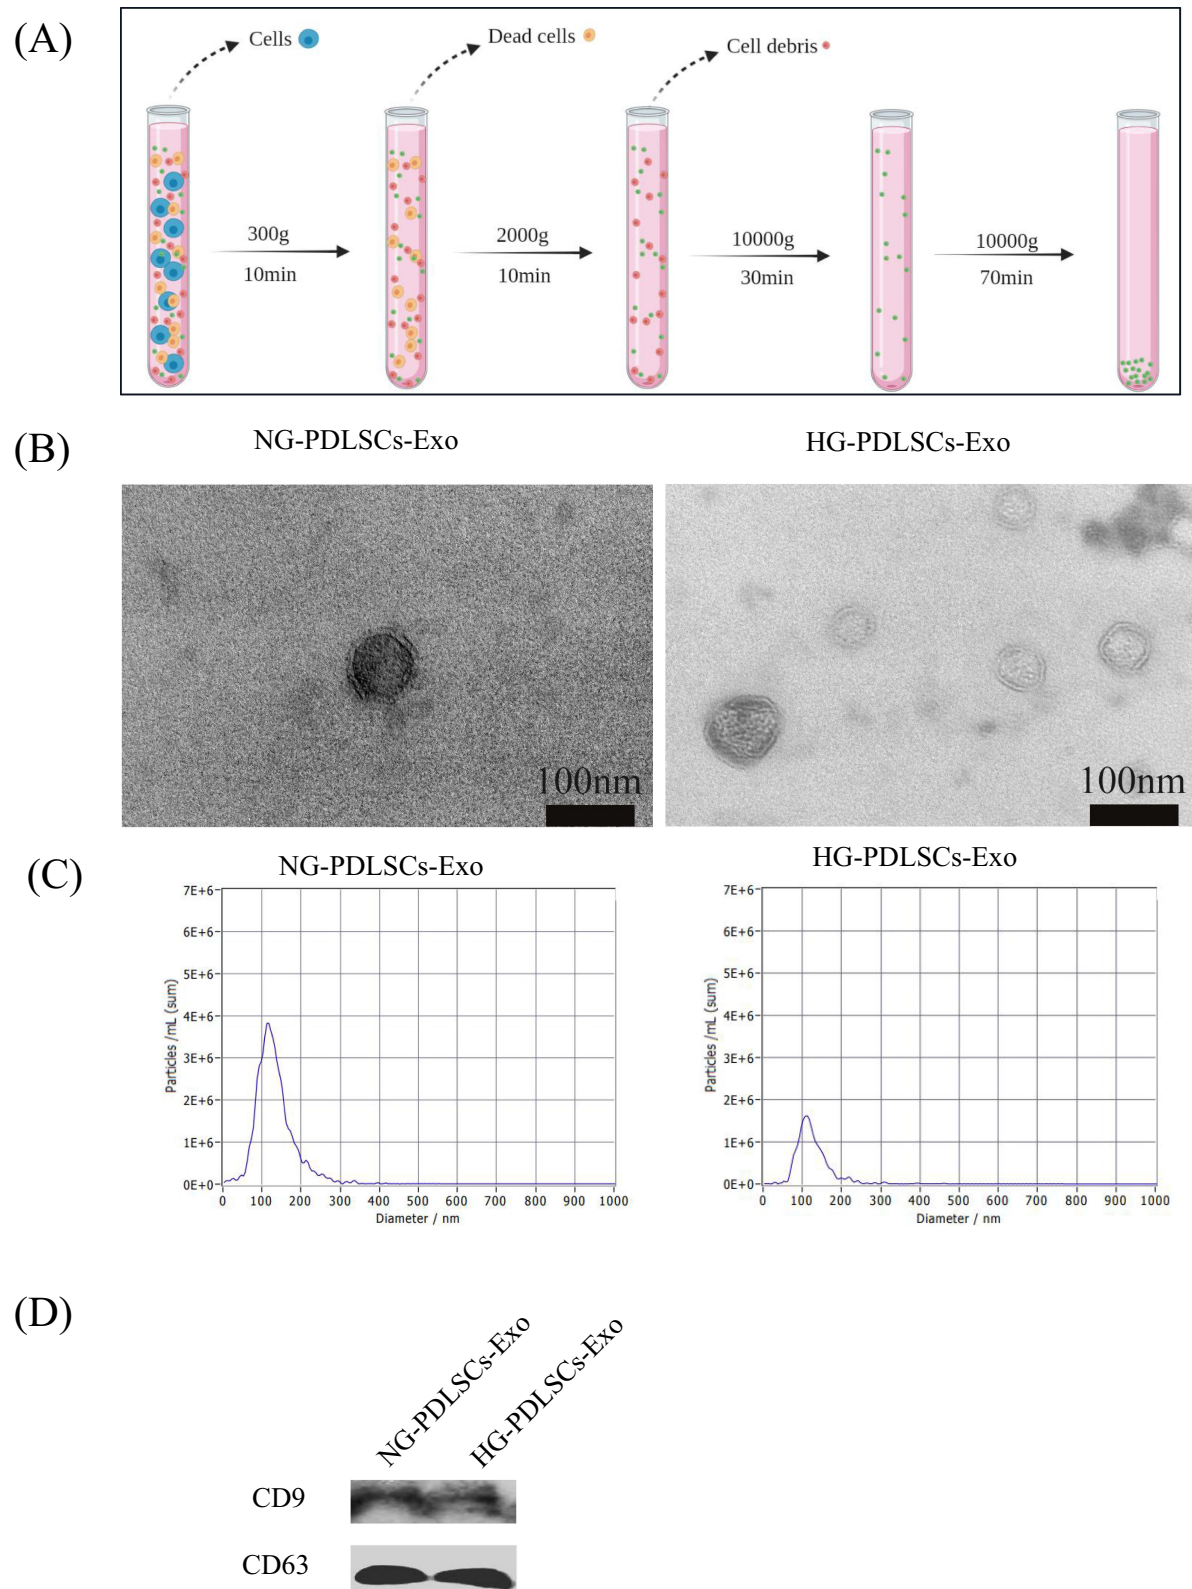 (A)
Cells
Dead cells
Cell debris
300g
10min
2000g
10min
10000g
30min
10000g
70min
(B)
NG-PDLSCs-Exo
HG-PDLSCs-Exo
100nm
100nm
(C)
NG-PDLSCs-Exo
HG-PDLSCs-Exo
7E+6
6E+6
5E+6
4E+6
3E+6
2E+6
1E+6
0E+0
Particles /mL (sum)
0 100 200 300 400 500 600 700 800 900 1000
Diameter / nm
7E+6
6E+6
5E+6
4E+6
3E+6
2E+6
1E+6
0E+0
Particles /mL (sum)
0 100 200 300 400 500 600 700 800 900 1000
Diameter / nm
(D)
NG-PDLSCs-Exo
HG-PDLSCs-Exo
CD9
CD63